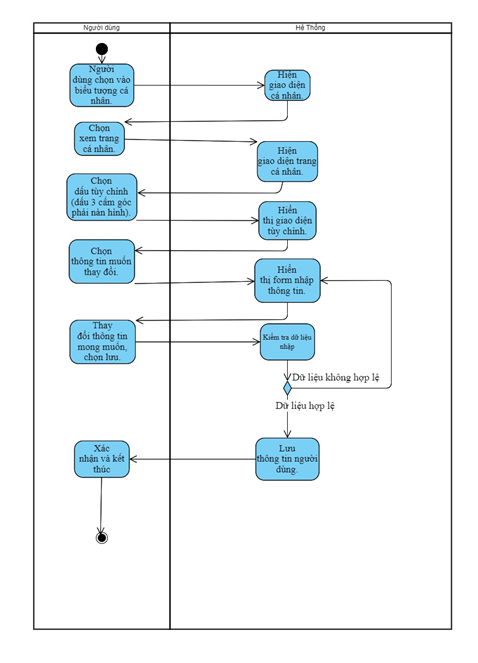 Người dùng
Hệ Thống
Người
dùng chọn vào
biểu tượng cá
nhân.
Hiện
giao diện
cá nhân
Chọn
xem trang
cá nhân.
Hiện
giao diện trang
cá nhân.
Chọn
dấu tùy chỉnh
(dấu 3 cấm góc
phải nàn hình).
Hiển
thị giao diện
tùy chỉnh.
Chọn
thông tin muốn
thay đổi.
Hiển
thị form nhập
thông tin.
Thay
đổi thông tin
mong muốn,
chọn lưu.
Kiểm tra dữ liệu
nhập
Dữ liệu không hợp lệ
Dữ liệu hợp lệ
Xác
nhận và kết
thúc
Lưu
thông tin người
dùng.